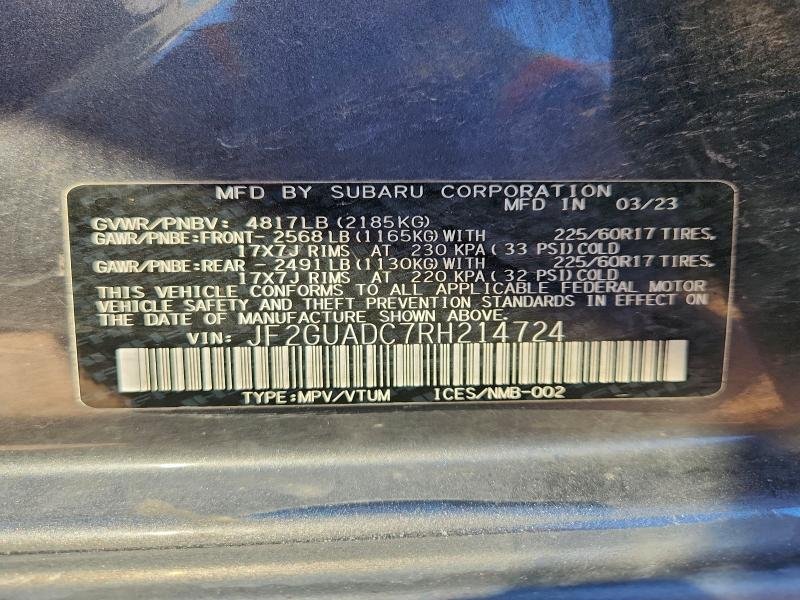 MFD BY SUBARU CORPORATION
MFD IN 03/23
GVWR/PNBV: 4817LB (2185KG)
GAWR/PNBE:FRONT- 2568LB (1165KG) WITH 225/60R17 TIRES,
17X7J RIMS AT 230 KPA (33 PSI) COLD
GAWR/PNBE:REAR -2491LB (1130KG) WITH 225/60R17 TIRES,
17X7J RIMS AT 220 KPA (32 PSI) COLD
THIS VEHICLE CONFORMS TO ALL APPLICABLE FEDERAL MOTOR
VEHICLE SAFETY AND THEFT PREVENTION STANDARDS IN EFFECT ON
THE DATE OF MANUFACTURE SHOWN ABOVE.
VIN: JF2GUADC7RH214724
TYPE:MPV/VTUM ICES/NMB-002